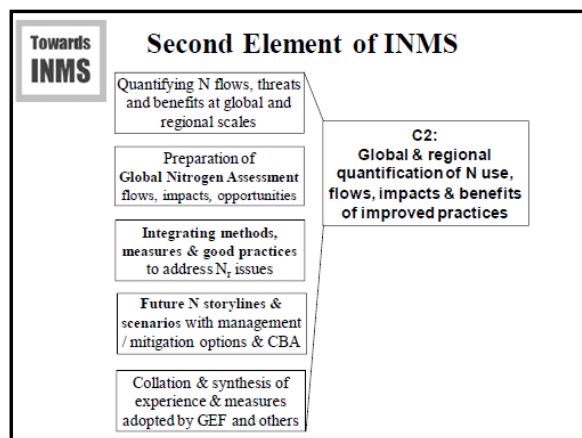 Towards
INMS
Second Element of INMS
Quantifying N flows, threats
and benefits at global and
regional scales
Preparation of
Global Nitrogen Assessment
flows, impacts, opportunities
Integrating methods,
measures & good practices
to address Nr issues
Future N storylines &
scenarios with management
/ mitigation options & CBA
Collation & synthesis of
experience & measures
adopted by GEF and others
C2:
Global & regional
quantification of N use,
flows, impacts & benefits
of improved practices